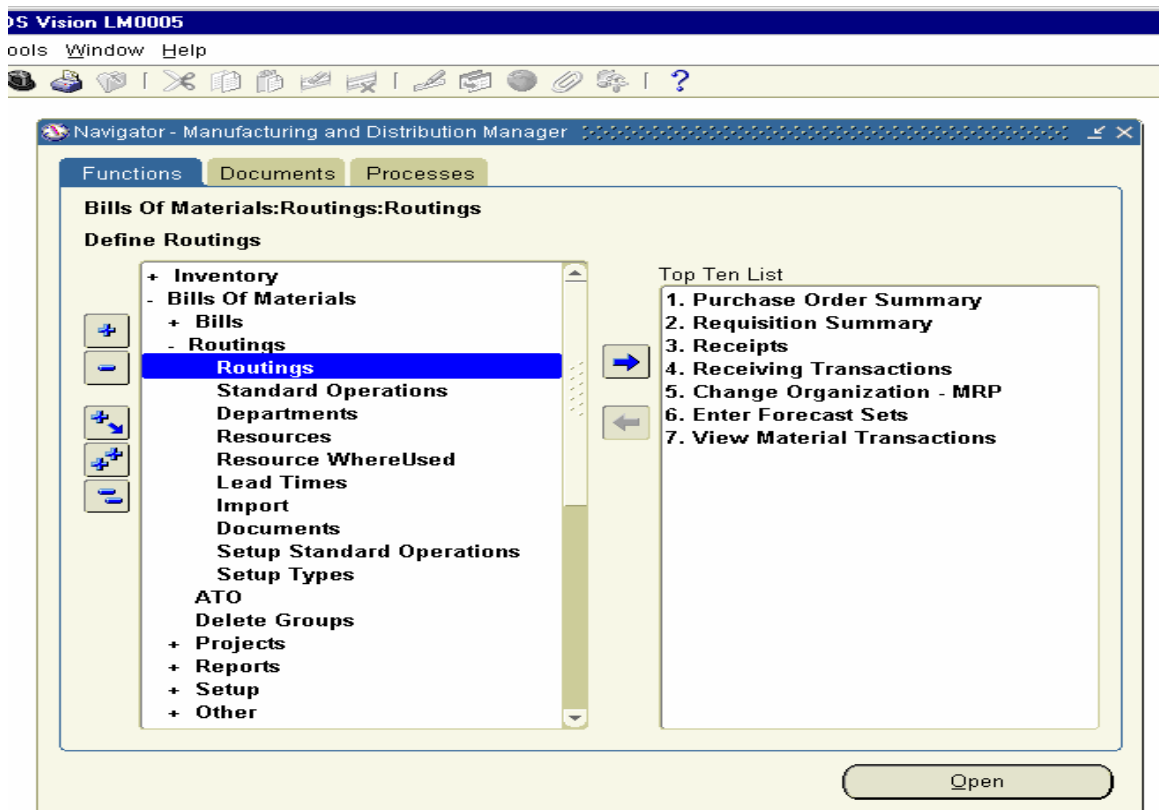 DS Vision LM0005
ools Window Help
Navigator - Manufacturing and Distribution Manager
Functions Documents Processes
Bills Of Materials:Routings:Routings
Define Routings
+ Inventory
- Bills Of Materials
+ Bills
- Routings
Routings
Standard Operations
Departments
Resources
Resource WhereUsed
Lead Times
Import
Documents
Setup Standard Operations
Setup Types
ATO
Delete Groups
+ Projects
+ Reports
+ Setup
+ Other
Top Ten List
1. Purchase Order Summary
2. Requisition Summary
3. Receipts
4. Receiving Transactions
5. Change Organization - MRP
6. Enter Forecast Sets
7. View Material Transactions
Open